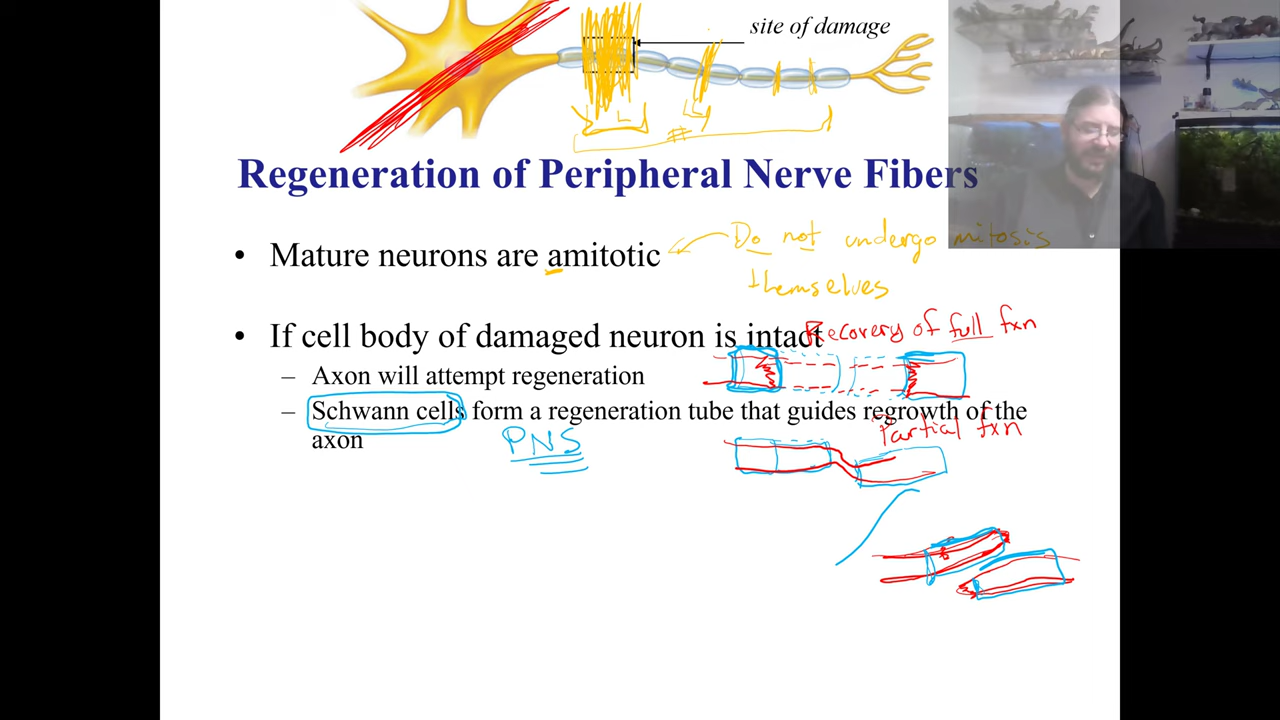 site of damage
Regeneration of Peripheral Nerve Fibers
• Mature neurons are amitotic
Do not undergo mitosis
themselves
• If cell body of damaged neuron is intact
Recovery of full fxn
– Axon will attempt regeneration
– Schwann cells form a regeneration tube that guides regrowth of the
axon
Partial fxn
PNS